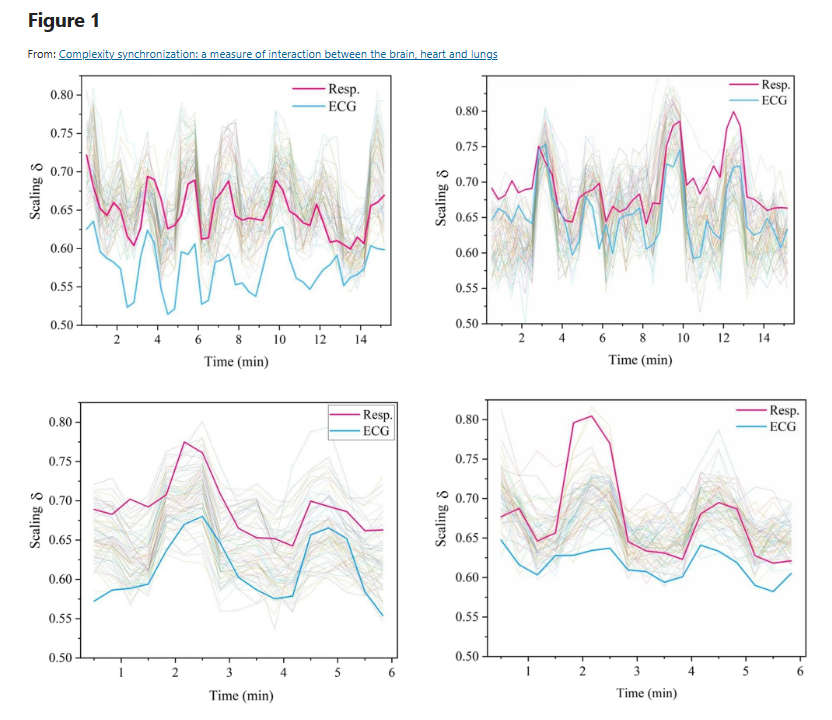 Figure 1
From: Complexity synchronization: a measure of interaction between the brain, heart and lungs
Resp.
ECG
0.80
0.75
0.70
0.65
0.60
0.55
0.50
Scaling δ
2 4 6 8 10 12 14
Time (min)
Resp.
ECG
0.80
0.75
0.70
0.65
0.60
0.55
0.50
Scaling δ
2 4 6 8 10 12 14
Time (min)
Resp.
ECG
0.80
0.75
0.70
0.65
0.60
0.55
0.50
Scaling δ
1 2 3 4 5 6
Time (min)
Resp.
ECG
0.80
0.75
0.70
0.65
0.60
0.55
0.50
Scaling δ
1 2 3 4 5 6
Time (min)